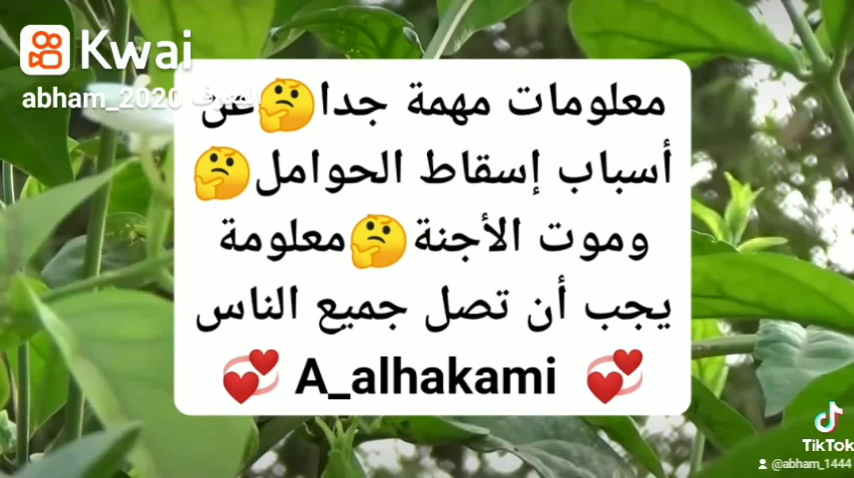 Kwai
المعرف abham_2020
معلومات مهمة جدا🤔عن
أسباب إسقاط الحوامل🤔
وموت الأجنة🤔معلومة
يجب أن تصل جميع الناس
💞 A_alhakami 💞
TikTok
@abham_1444